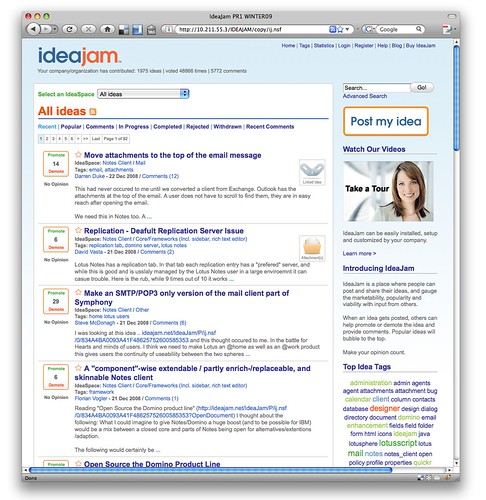 IdeaJam PR1 WINTER09
http://10.211.55.3/IDEAJAM/copy/ij.nsf
Google
ideajam
Home | Tags | Statistics | Login | Register | Help | Blog | Buy IdeaJam
Your company/organization has contributed: 1975 ideas | voted 48866 times | 5772 comments
Select an IdeaSpace
All ideas
All ideas
Recent | Popular | Comments | In Progress | Completed | Rejected | Withdrawn | Recent Comments
1 2 3 4 5 6 > >> Last Page 1 of 92
Promote
14
Demote
No Opinion
Move attachments to the top of the email message
IdeaSpace: Notes Client / Mail
Tags: email, attachments
Darren Duke - 22 Dec 2008 / Comments (12)
Linked Idea
This had never occured to me until we converted a client from Exchange. Outlook has the
attachments at the top of the email. A user does not have to scroll to find them, they are in easy
reach after opening the email.
We need this in Notes too. A ...
Promote
6
Demote
No Opinion
Replication - Deafult Replication Server Issue
IdeaSpace: Notes Client / Core/Frameworks (incl. sidebar, rich text editor)
Tags: replication tab, domino server, lotus notes
David Vasta - 21 Dec 2008 / Comments (2)
Attachment(s)
Lotus Notes has a replication tab. In that tab each replication entry has a "prefered" server, and
while this is good and is usslaly managed by the Lotus Notes user in a large enviroemnt it can
casue trouble. Here is the rub, while 9 times out of 10 it works ...
Promote
29
Demote
No Opinion
Make an SMTP/POP3 only version of the mail client part of
Symphony
IdeaSpace: Notes Client / Other
Tags: home lotus users
Steve McDonagh - 21 Dec 2008 / Comments (6)
I was looking at this idea .. ideajam.net/IdeaJam/P/ij.nsf
/0/834A4BA0093A41F48625752600535352 and this thought occured to me. In the battle for
Hearts and minds of users. I think we need to make Lotus an @home as well as an @work product
this gives users the continuity of useability between the two spheres ...
Promote
6
Demote
No Opinion
A "component"-wise extendable / partly enrich-/replaceable, and
skinnable Notes client
IdeaSpace: Notes Client / Core/Frameworks (incl. sidebar, rich text editor)
Tags: framework
Florian Vogler - 21 Dec 2008 / Comments (1)
Reading "Open Source the Domino product line" (http://ideajam.net/IdeaJam/P/ij.nsf
/0/834A4BA0093A41F48625752600535352?OpenDocument) I thought about the
following: What I could imagine to give Notes/Domino a huge boost (and to be possible for IBM)
would be a mix between a closed core and parts of Notes being open for alternatives/extentions
/adaption.
The following would certainly be ...
Promote
Open Source the Domino Product Line
Search...
Go!
Advanced Search
Post my idea
Watch Our Videos
Take a Tour
IdeaJam can be easily installed, setup
and customized by your company.
Learn more >
Introducing IdeaJam
IdeaJam is a place where people can
post and share their ideas, and gauge
the marketability, popularity and
viability with input from others.
When an idea gets posted, others can
help promote or demote the idea and
provide comments. Popular ideas will
bubble to the top.
Make your opinion count.
Top Idea Tags
administration admin agents
agent attachments attachment bug
calendar client column contacts
database designer design dialog
directory document domino email
enhancement fields field folder
form html icons ideajam java
lotusphere lotusscript lotus
mail notes notes_client open
policy profile properties quickr
Done